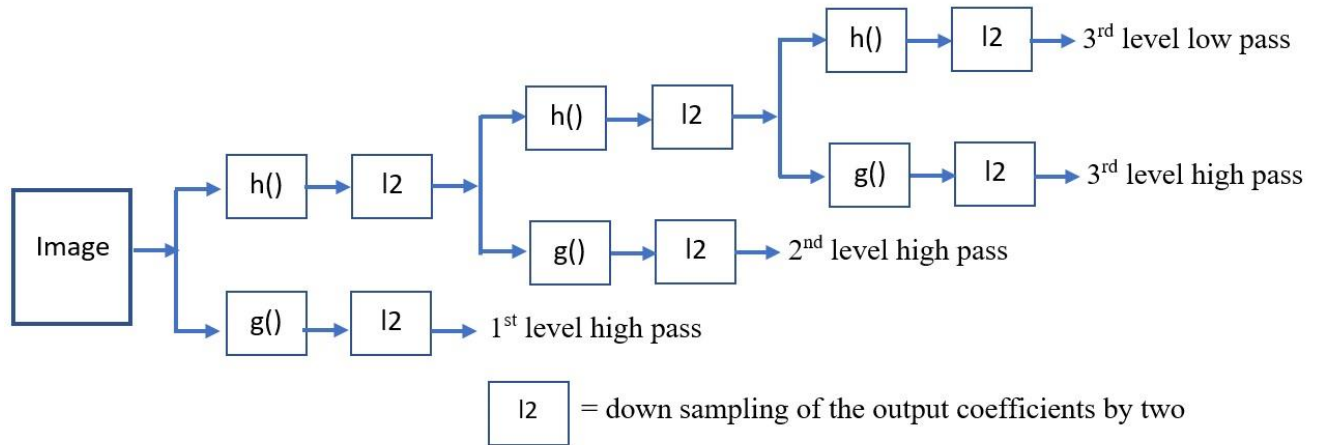 h() l2 3rd level low pass
h() l2
g() l2 3rd level high pass
h() l2
Image
g() l2 2nd level high pass
g() l2 1st level high pass
l2 = down sampling of the output coefficients by two